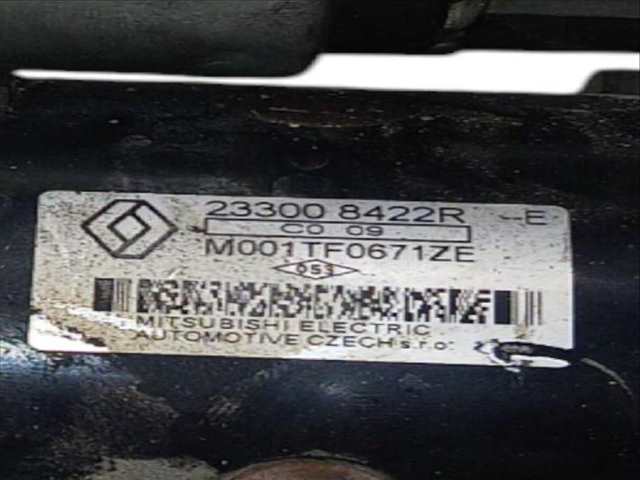 23300 8422R --E
C0 09
M001TF0671ZE
053
MITSUBISHI ELECTRIC
AUTOMOTIVE CZECH s.r.o.